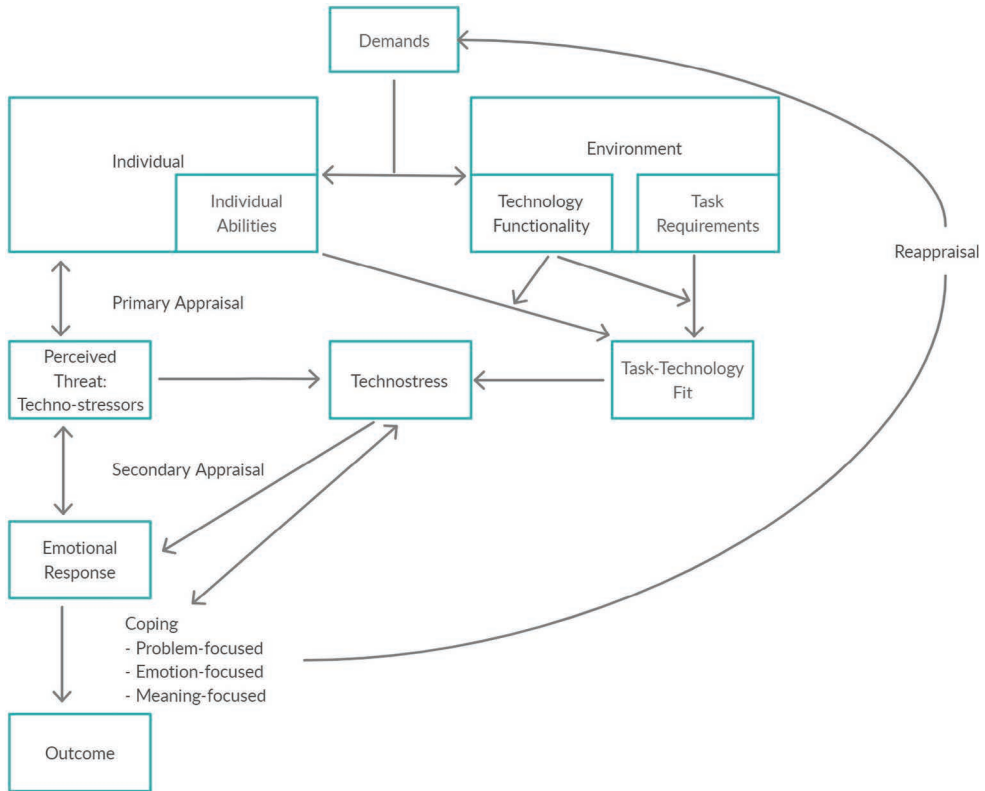 Demands
Individual
Individual
Abilities
Environment
Technology
Functionality
Task
Requirements
Reappraisal
Primary Appraisal
Perceived
Threat:
Techno-stressors
Technostress
Task-Technology
Fit
Secondary Appraisal
Emotional
Response
Coping
- Problem-focused
- Emotion-focused
- Meaning-focused
Outcome